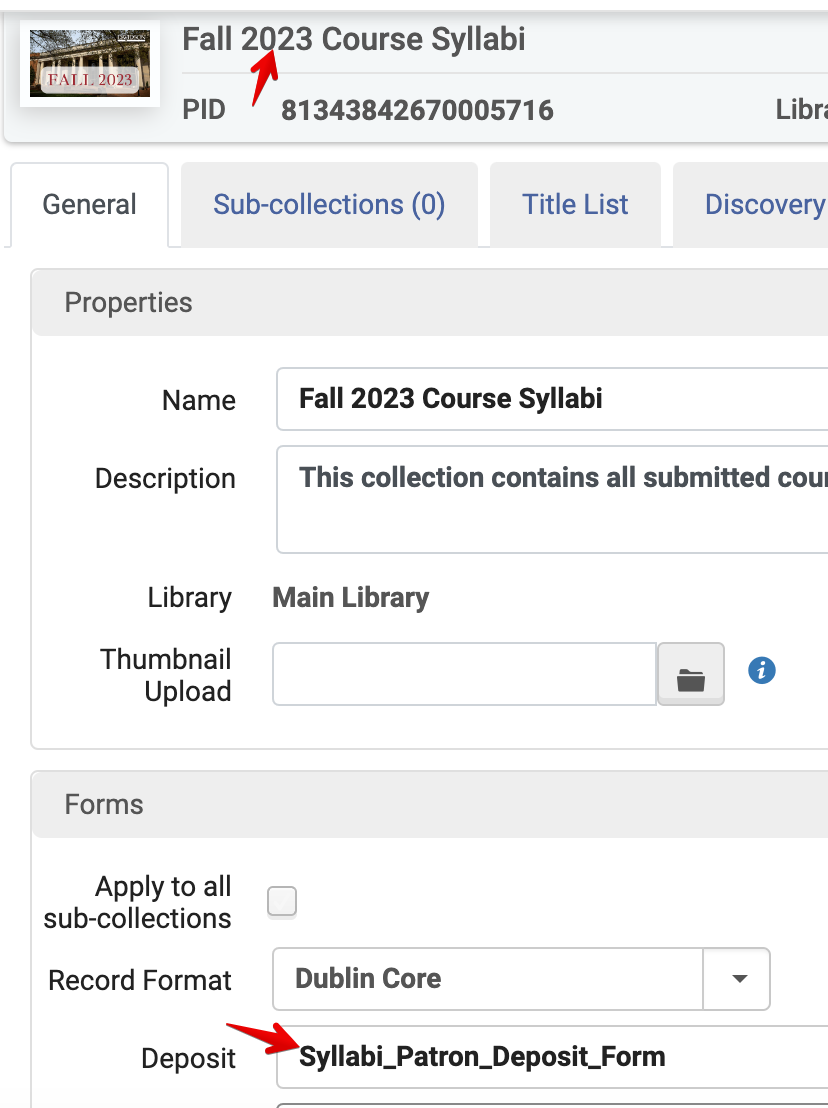 Fall 2023 Course Syllabi
FALL 2023
PID 81343842670005716 Libra
General Sub-collections (0) Title List Discovery
Properties
Name Fall 2023 Course Syllabi
Description This collection contains all submitted cour
Library Main Library
Thumbnail
Upload
Forms
Apply to all
sub-collections
Record Format Dublin Core
Deposit Syllabi_Patron_Deposit_Form